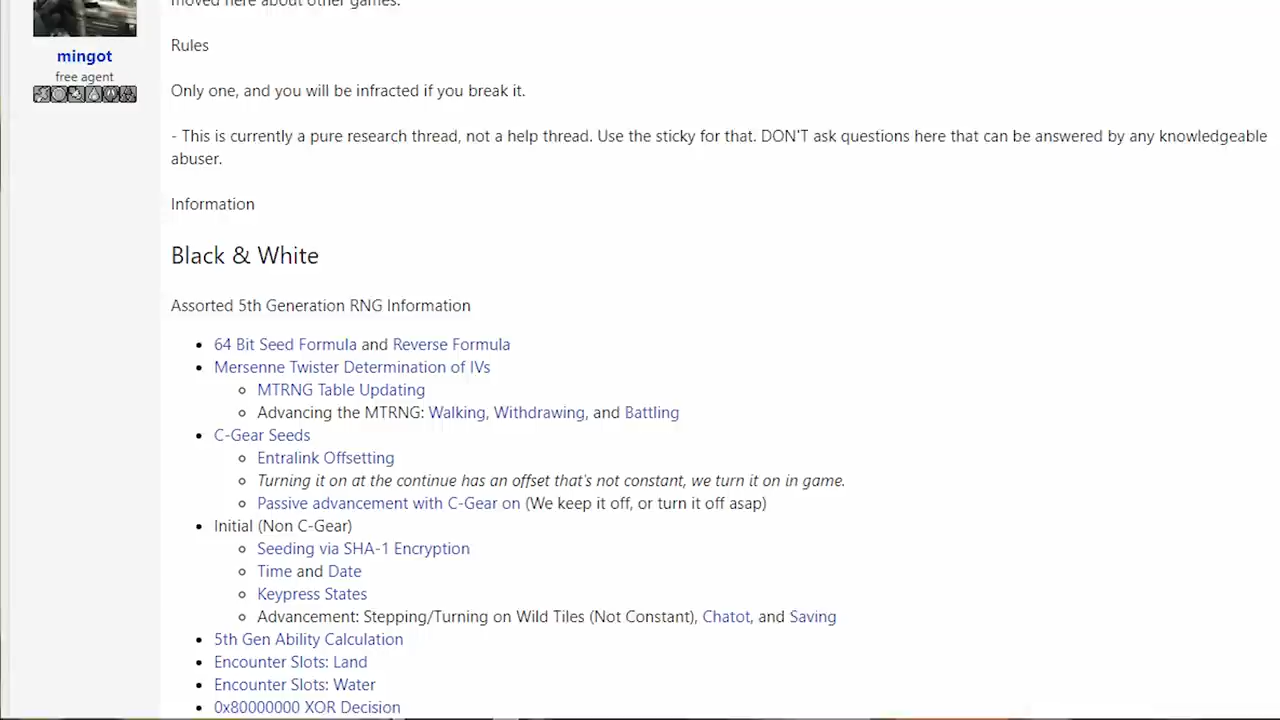 moved here about other games.
mingot
free agent
Rules
Only one, and you will be infracted if you break it.
- This is currently a pure research thread, not a help thread. Use the sticky for that. DON'T ask questions here that can be answered by any knowledgeable
abuser.
Information
Black & White
Assorted 5th Generation RNG Information
64 Bit Seed Formula and Reverse Formula
Mersenne Twister Determination of IVs
MTRNG Table Updating
Advancing the MTRNG: Walking, Withdrawing, and Battling
C-Gear Seeds
Entralink Offsetting
Turning it on at the continue has an offset that's not constant, we turn it on in game.
Passive advancement with C-Gear on (We keep it off, or turn it off asap)
Initial (Non C-Gear)
Seeding via SHA-1 Encryption
Time and Date
Keypress States
Advancement: Stepping/Turning on Wild Tiles (Not Constant), Chatot, and Saving
5th Gen Ability Calculation
Encounter Slots: Land
Encounter Slots: Water
0x80000000 XOR Decision